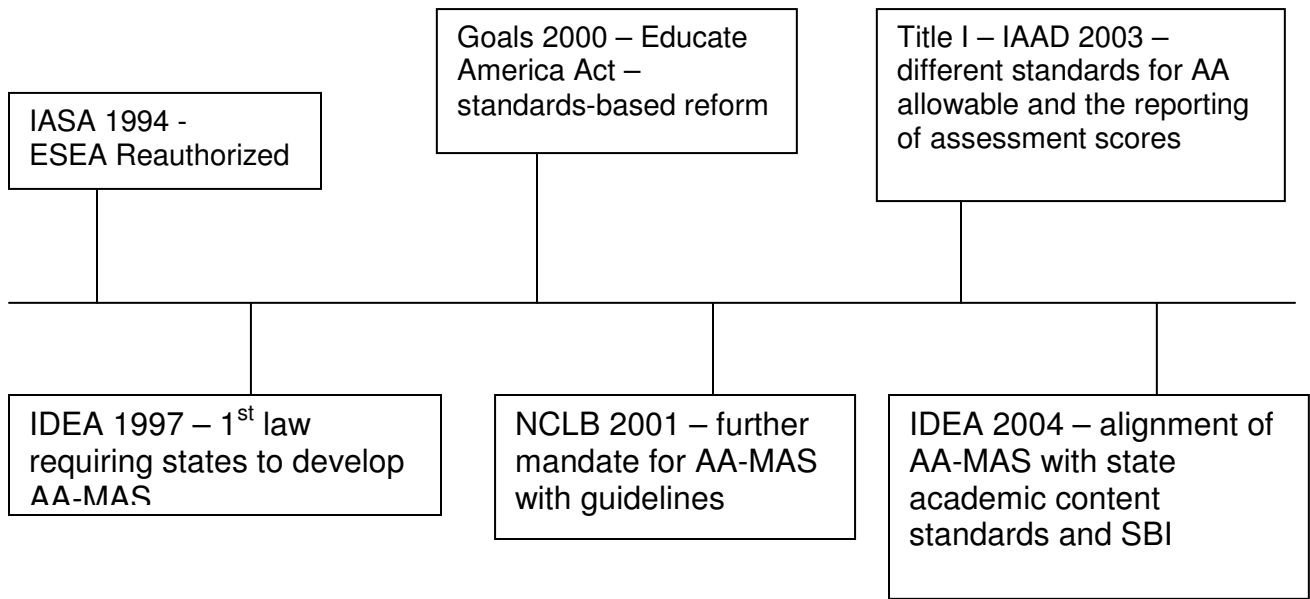 IASA 1994 -
ESEA Reauthorized
Goals 2000 – Educate
America Act –
standards-based reform
Title I – IAAD 2003 –
different standards for AA
allowable and the reporting
of assessment scores
IDEA 1997 – 1st law
requiring states to develop
AA-MAS
NCLB 2001 – further
mandate for AA-MAS
with guidelines
IDEA 2004 – alignment of
AA-MAS with state
academic content
standards and SBI